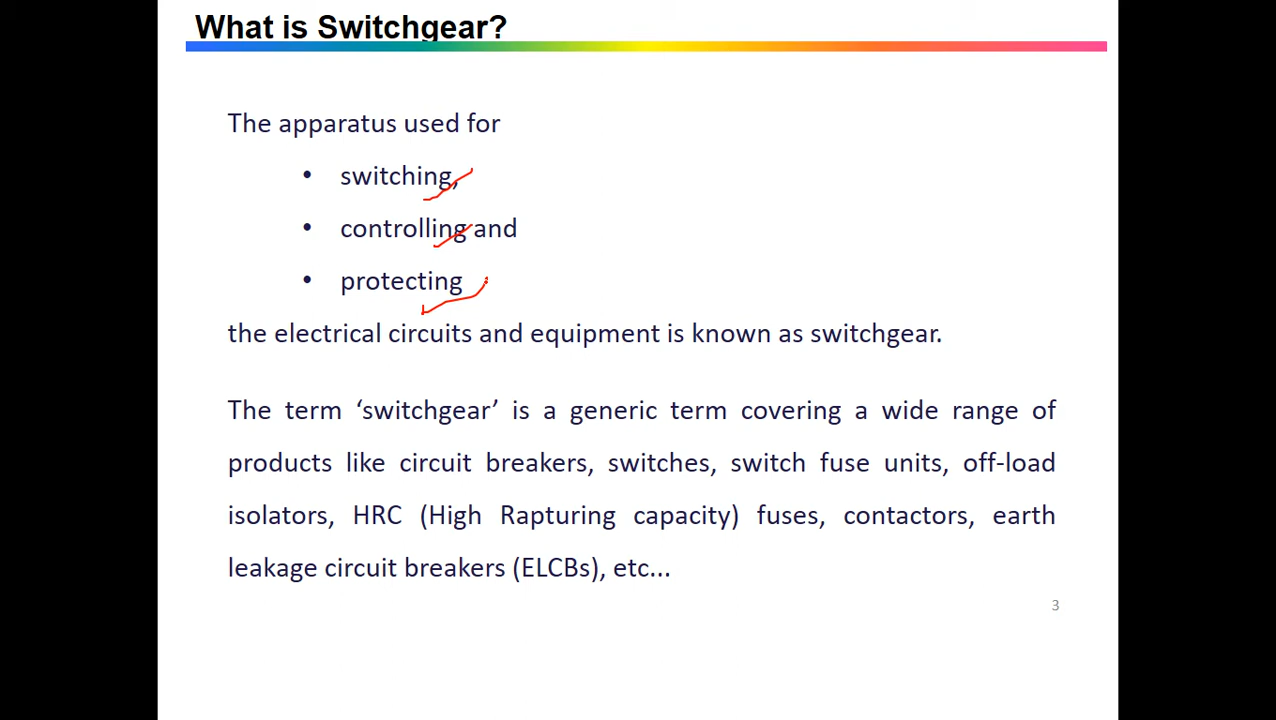 What is Switchgear?
The apparatus used for
• switching,
• controlling and
• protecting
the electrical circuits and equipment is known as switchgear.
The term ‘switchgear’ is a generic term covering a wide range of
products like circuit breakers, switches, switch fuse units, off-load
isolators, HRC (High Rapturing capacity) fuses, contactors, earth
leakage circuit breakers (ELCBs), etc...
3